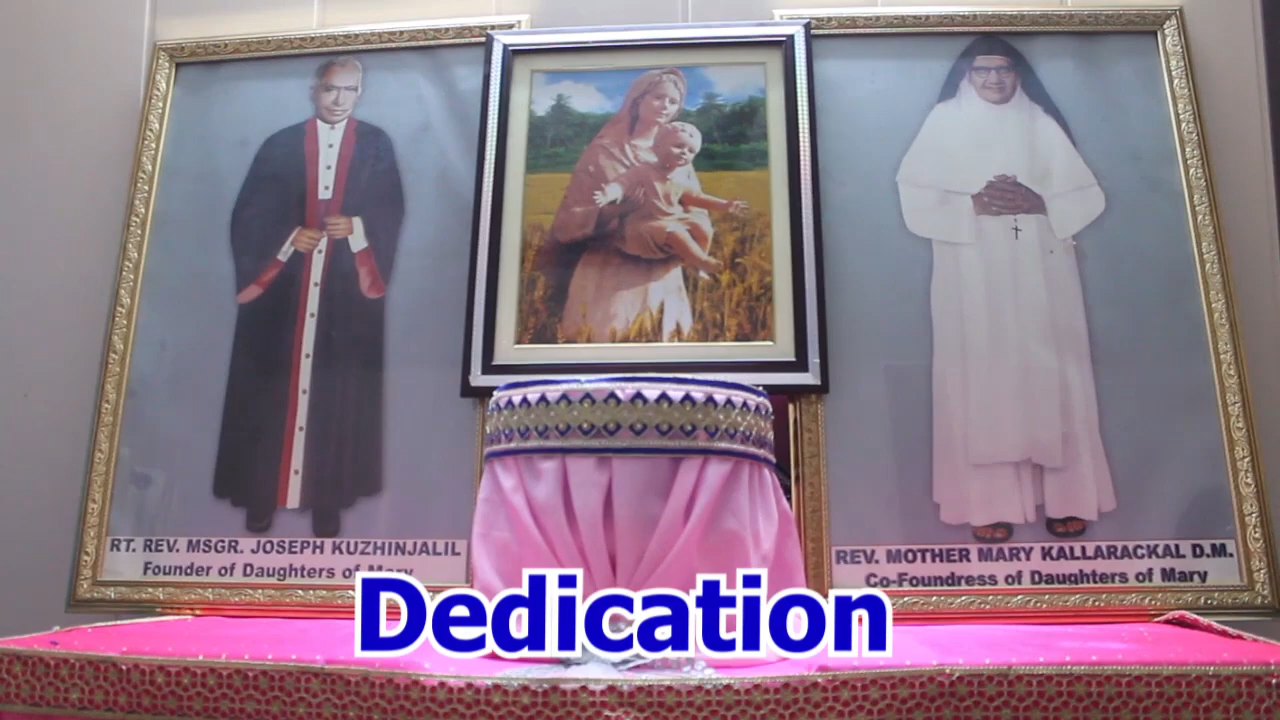 RT. REV. MSGR. JOSEPH KUZHINJALIL
Founder of Daughters of Mary
REV. MOTHER MARY KALLARACKAL D.M.
Co-Foundress of Daughters of Mary
Dedication